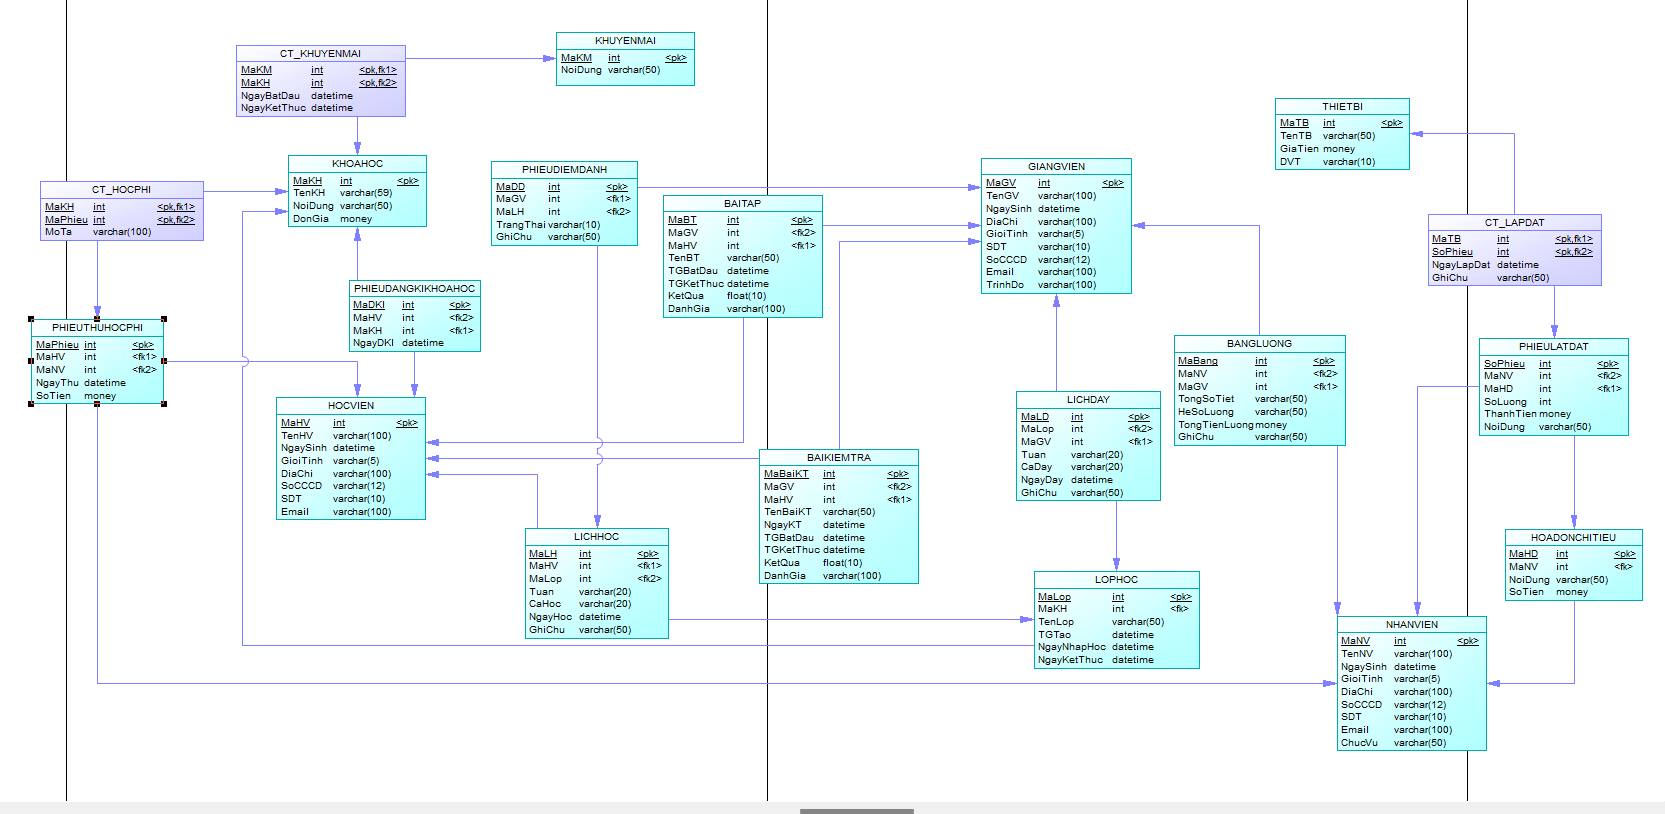 CT_KHUYENMAI
MaKM int <pk,fk1>
MaKH int <pk,fk2>
NgayBatDau datetime
NgayKetThuc datetime
KHUYENMAI
MaKM int <pk>
NoiDung varchar(50)
THIETBI
MaTB int <pk>
TenTB varchar(50)
GiaTien money
DVT varchar(10)
KHOAHOC
MaKH int <pk>
TenKH varchar(59)
NoiDung varchar(50)
DonGia money
CT_HOCPHI
MaKH int <pk,fk1>
MaPhieu int <pk,fk2>
MoTa varchar(100)
PHIEUDIEMDANH
MaDD int <pk>
MaGV int <fk1>
MaLH int <fk2>
TrangThai varchar(10)
GhiChu varchar(50)
BAITAP
MaBT int <pk>
MaGV int <fk2>
MaHV int <fk1>
TenBT varchar(50)
TGBatDau datetime
TGKetThuc datetime
KetQua float(10)
DanhGia varchar(100)
GIANGVIEN
MaGV int <pk>
TenGV varchar(100)
NgaySinh datetime
DiaChi varchar(100)
GioiTinh varchar(5)
SDT varchar(10)
SoCCCD varchar(12)
Email varchar(100)
TrinhDo varchar(100)
CT_LAPDAT
MaTB int <pk,fk1>
SoPhieu int <pk,fk2>
NgayLapDat datetime
GhiChu varchar(50)
PHIEUDANGKIKHOAHOC
MaDKI int <pk>
MaHV int <fk2>
MaKH int <fk1>
NgayDKI datetime
PHIEUTHUHOCPHI
MaPhieu int <pk>
MaHV int <fk1>
MaNV int <fk2>
NgayThu datetime
SoTien money
BANGLUONG
MaBang int <pk>
MaNV int <fk2>
MaGV int <fk1>
TongSoTiet varchar(50)
HeSoLuong varchar(50)
TongTienLuong money
GhiChu varchar(50)
PHIEULATDAT
SoPhieu int <pk>
MaNV int <fk2>
MaHD int <fk1>
SoLuong int
ThanhTien money
NoiDung varchar(50)
HOCVIEN
MaHV int <pk>
TenHV varchar(100)
NgaySinh datetime
GioiTinh varchar(5)
DiaChi varchar(100)
SoCCCD varchar(12)
SDT varchar(10)
Email varchar(100)
LICHDAY
MaLD int <pk>
MaLop int <fk2>
MaGV int <fk1>
Tuan varchar(20)
CaDay varchar(20)
NgayDay datetime
GhiChu varchar(50)
BAIKIEMTRA
MaBaiKT int <pk>
MaGV int <fk2>
MaHV int <fk1>
TenBaiKT varchar(50)
NgayKT datetime
TGBatDau datetime
TGKetThuc datetime
KetQua float(10)
DanhGia varchar(100)
LICHHOC
MaLH int <pk>
MaHV int <fk1>
MaLop int <fk2>
Tuan varchar(20)
CaHoc varchar(20)
NgayHoc datetime
GhiChu varchar(50)
HOADONCHITIEU
MaHD int <pk>
MaNV int <fk>
NoiDung varchar(50)
SoTien money
LOPHOC
MaLop int <pk>
MaKH int <fk>
TenLop varchar(50)
TGTao datetime
NgayNhapHoc datetime
NgayKetThuc datetime
NHANVIEN
MaNV int <pk>
TenNV varchar(100)
NgaySinh datetime
GioiTinh varchar(5)
DiaChi varchar(100)
SoCCCD varchar(12)
SDT varchar(10)
Email varchar(100)
ChucVu varchar(50)